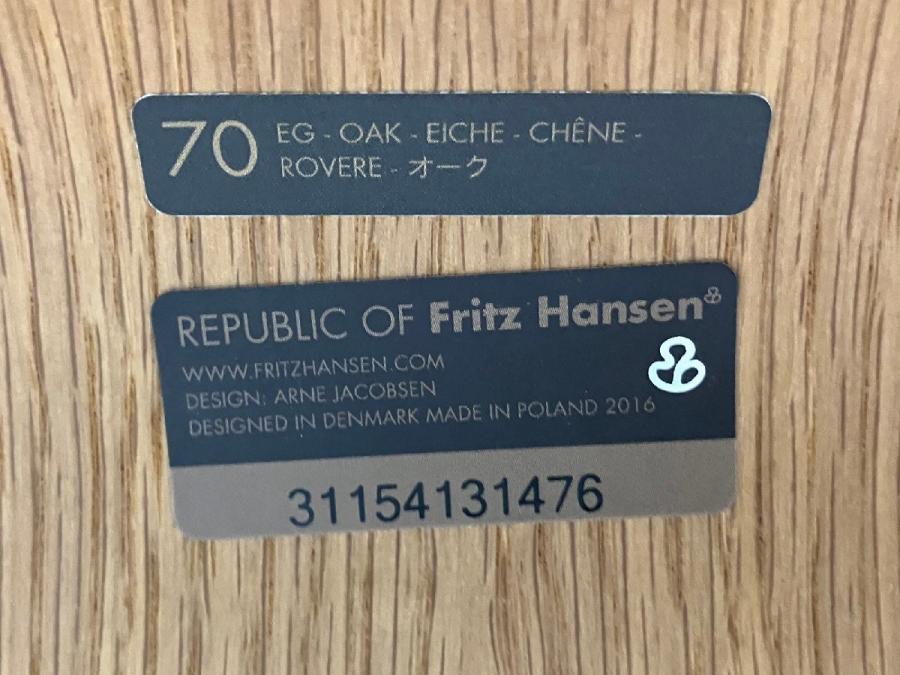 70 EG - OAK - EICHE - CHÊNE -
ROVERE - オーク
REPUBLIC OF Fritz Hansen
WWW.FRITZHANSEN.COM
DESIGN: ARNE JACOBSEN
DESIGNED IN DENMARK MADE IN POLAND 2016
31154131476